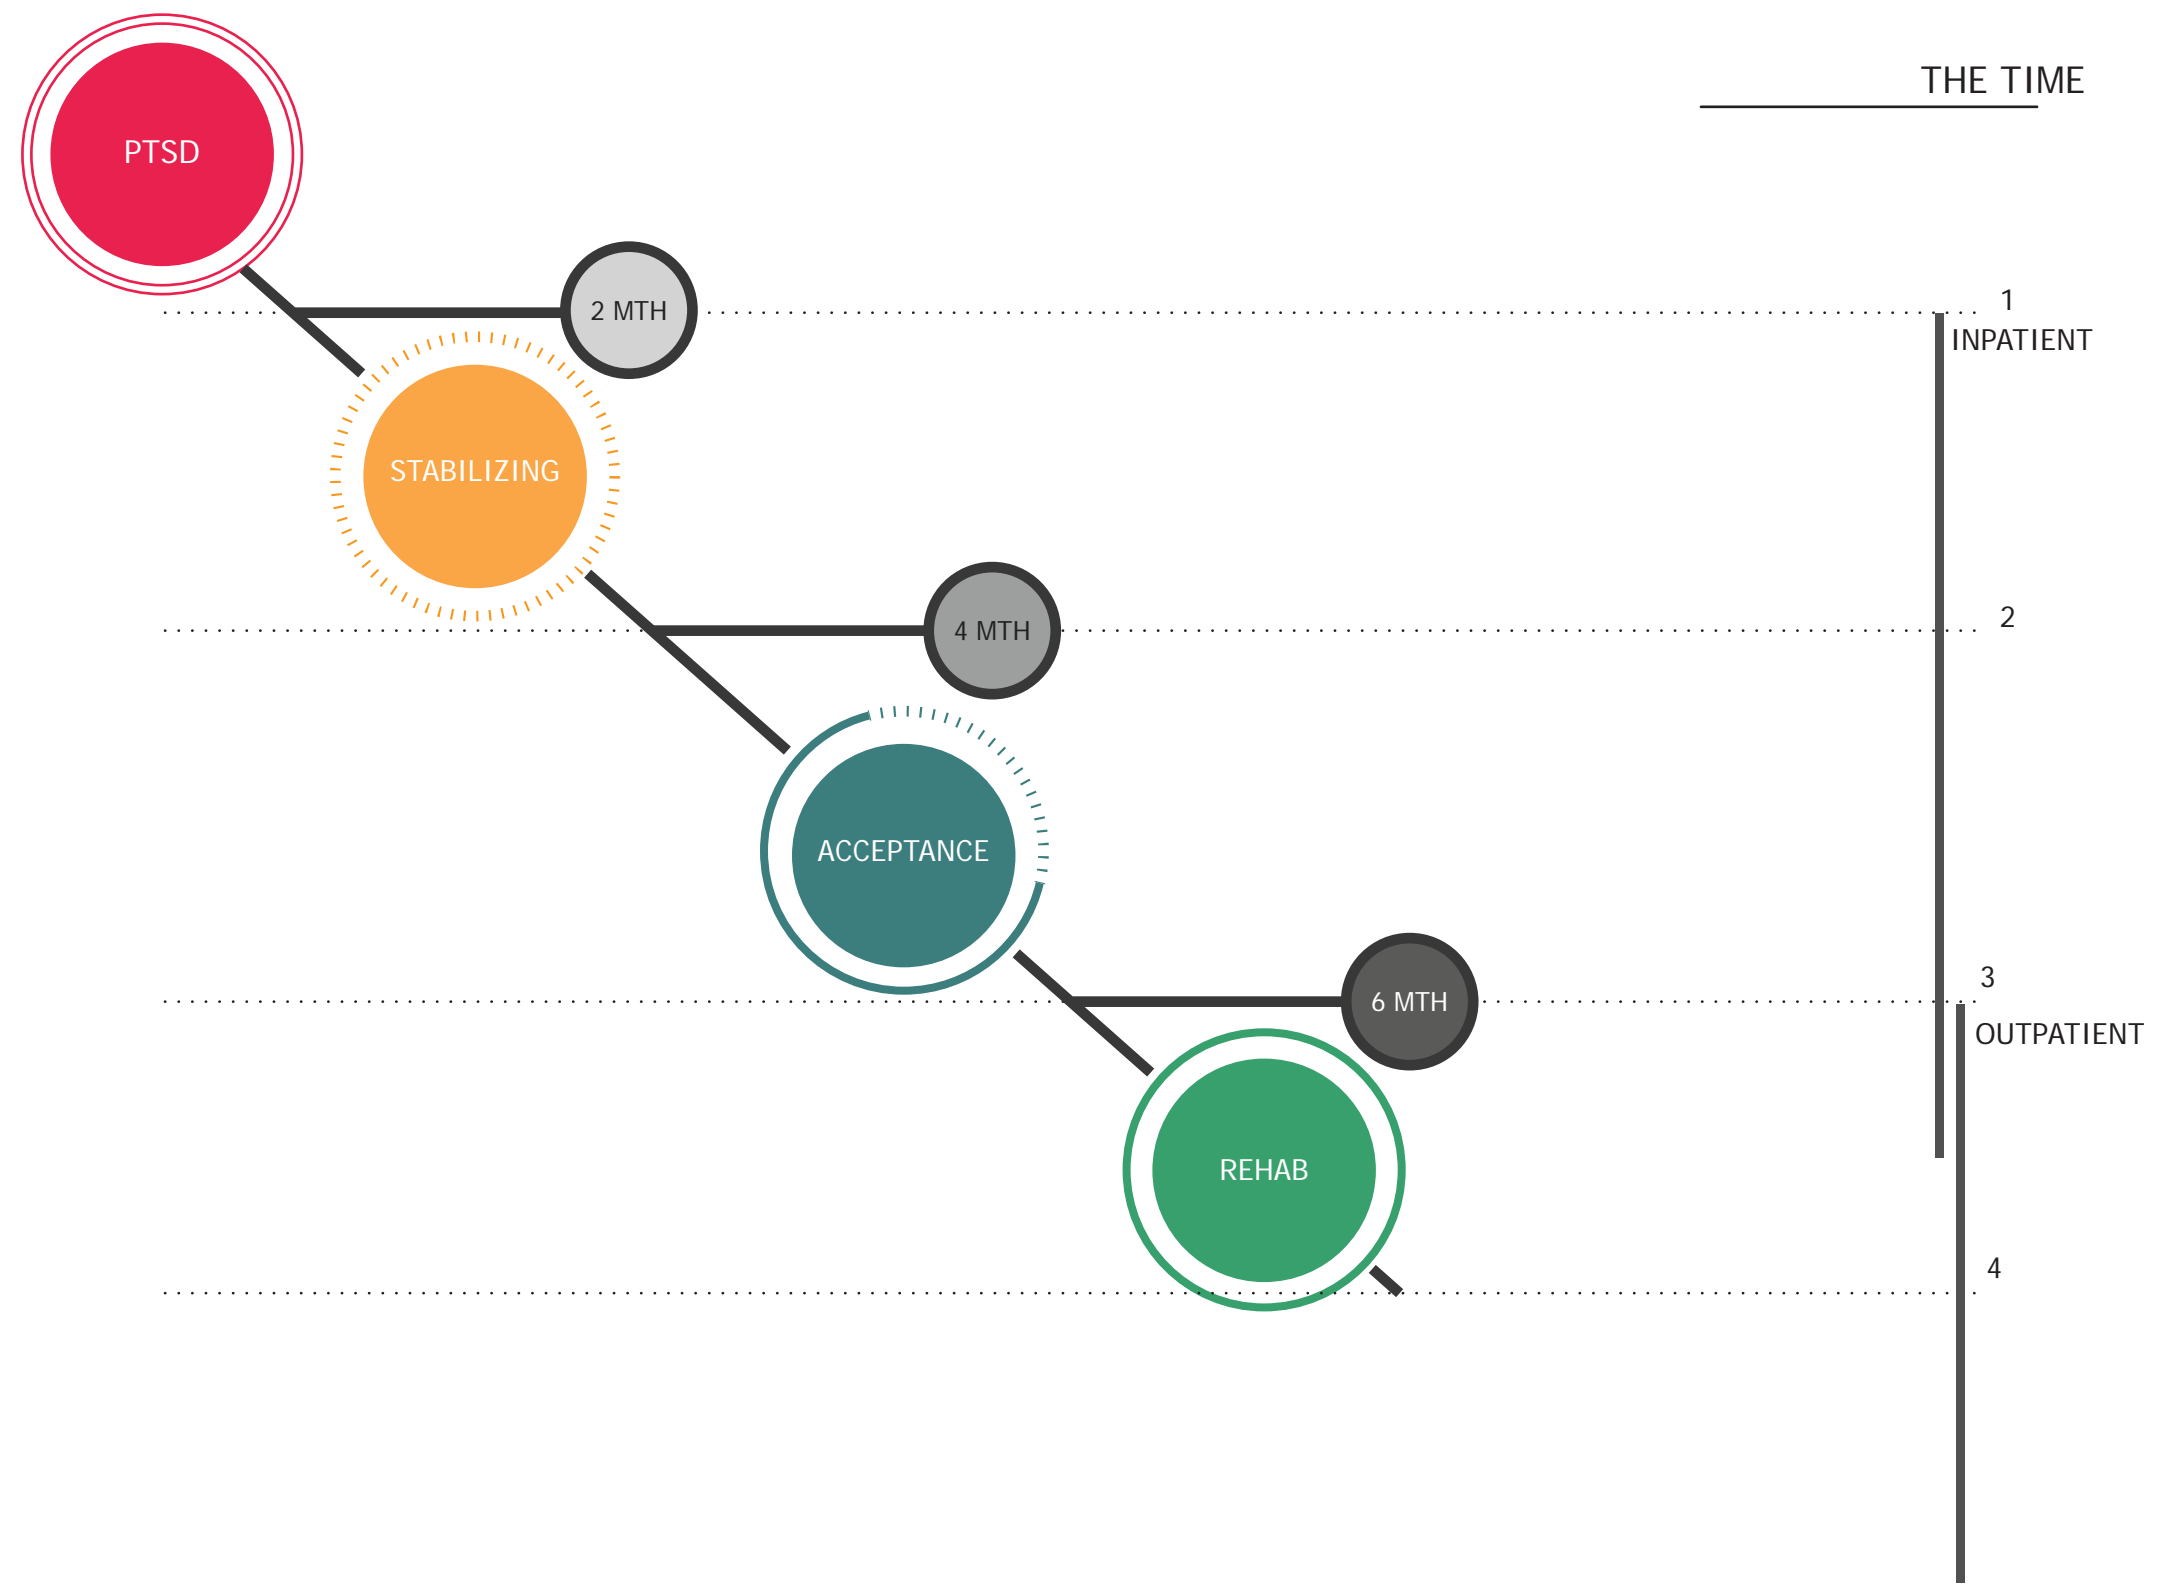 THE TIME
PTSD
1
2 MTH
INPATIENT
STABILIZING
2
4 MTH
ACCEPTANCE
3
6 MTH
OUTPATIENT
REHAB
4